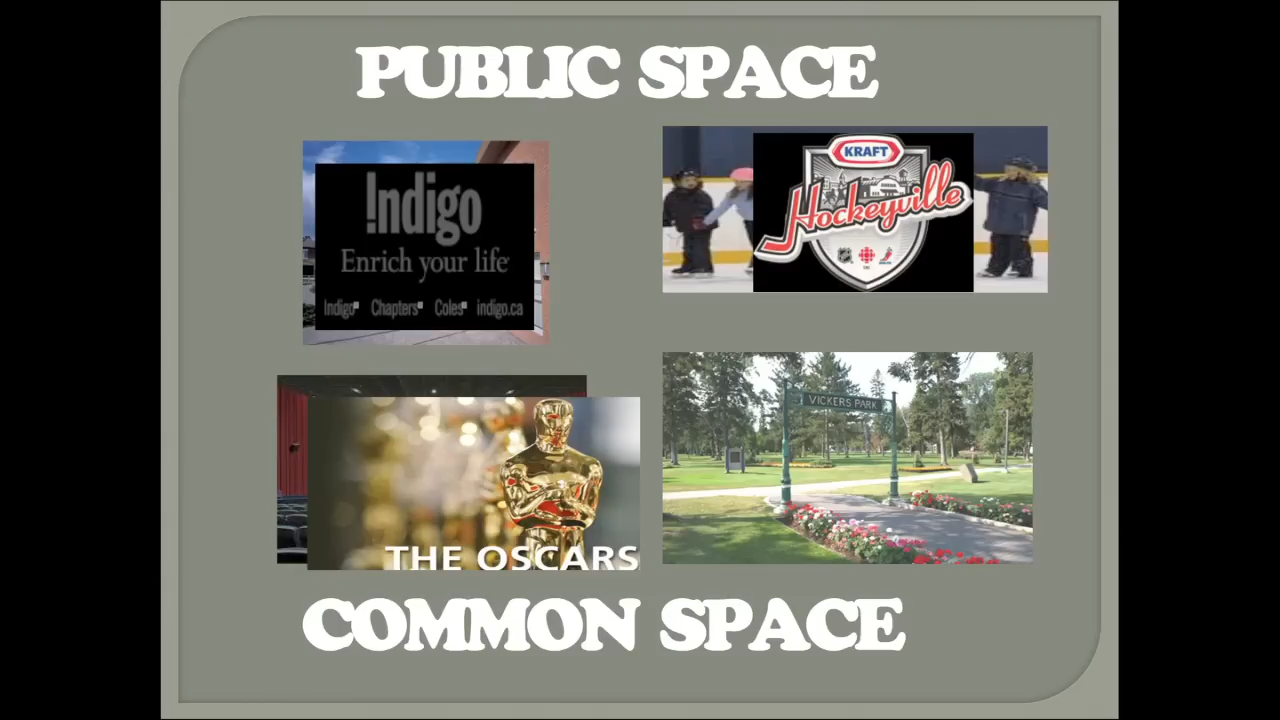 PUBLIC SPACE
!ndigo
Enrich your life
Indigo Chapters Coles indigo.ca
KRAFT
Hockeyville
VICKERS PARK
THE OSCARS
COMMON SPACE